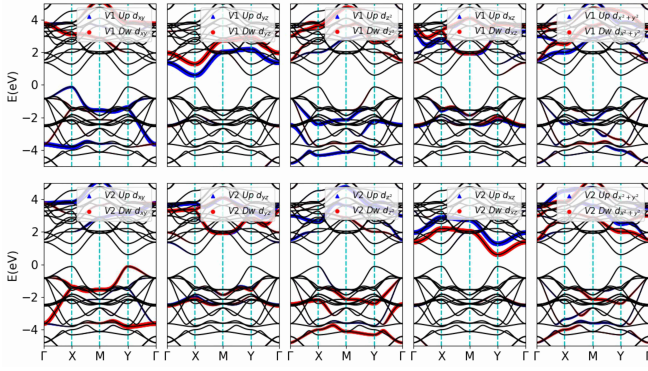 4
V1 Up d_xy
V1 Dw d_xy
V1 Up d_yz
V1 Dw d_yz
V1 Up d_z²
V1 Dw d_z²
V1 Up d_xz
V1 Dw d_xz
V1 Up d_x²+y²
V1 Dw d_x²+y²
2
0
−2
−4
E(eV)
4
V2 Up d_xy
V2 Dw d_xy
V2 Up d_yz
V2 Dw d_yz
V2 Up d_z²
V2 Dw d_z²
V2 Up d_xz
V2 Dw d_xz
V2 Up d_x²+y²
V2 Dw d_x²+y²
2
0
−2
−4
E(eV)
Γ X M Y Γ X M Y Γ X M Y Γ X M Y Γ X M Y Γ